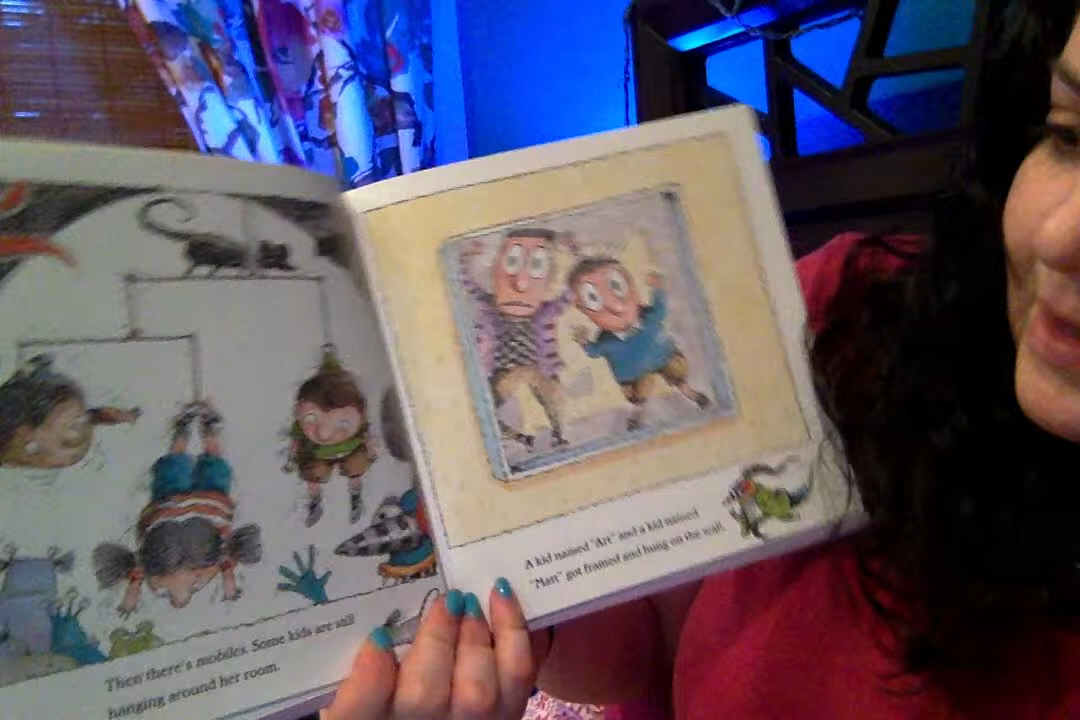 Then there's mobiles. Some kids are still
hanging around her room.
A kid named "Art" and a kid named
"Matt" got framed and hung on the wall.